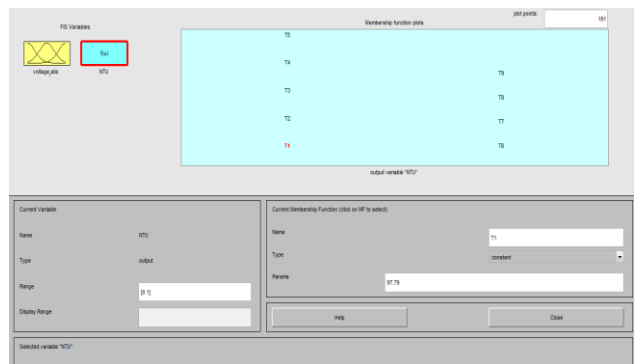 FIS Variables
Membership function plots
plot points:
181
f(u)
voltage_ratio
NTU
T5
T4
T3
T2
T1
T9
T8
T7
T6
output variable "NTU"
Current Variable
Name
NTU
Type
output
Range
[0 1]
Display Range
Current Membership Function (click on MF to select)
Name
T1
Type
constant
Params
97.79
Help
Close
Selected variable "NTU"